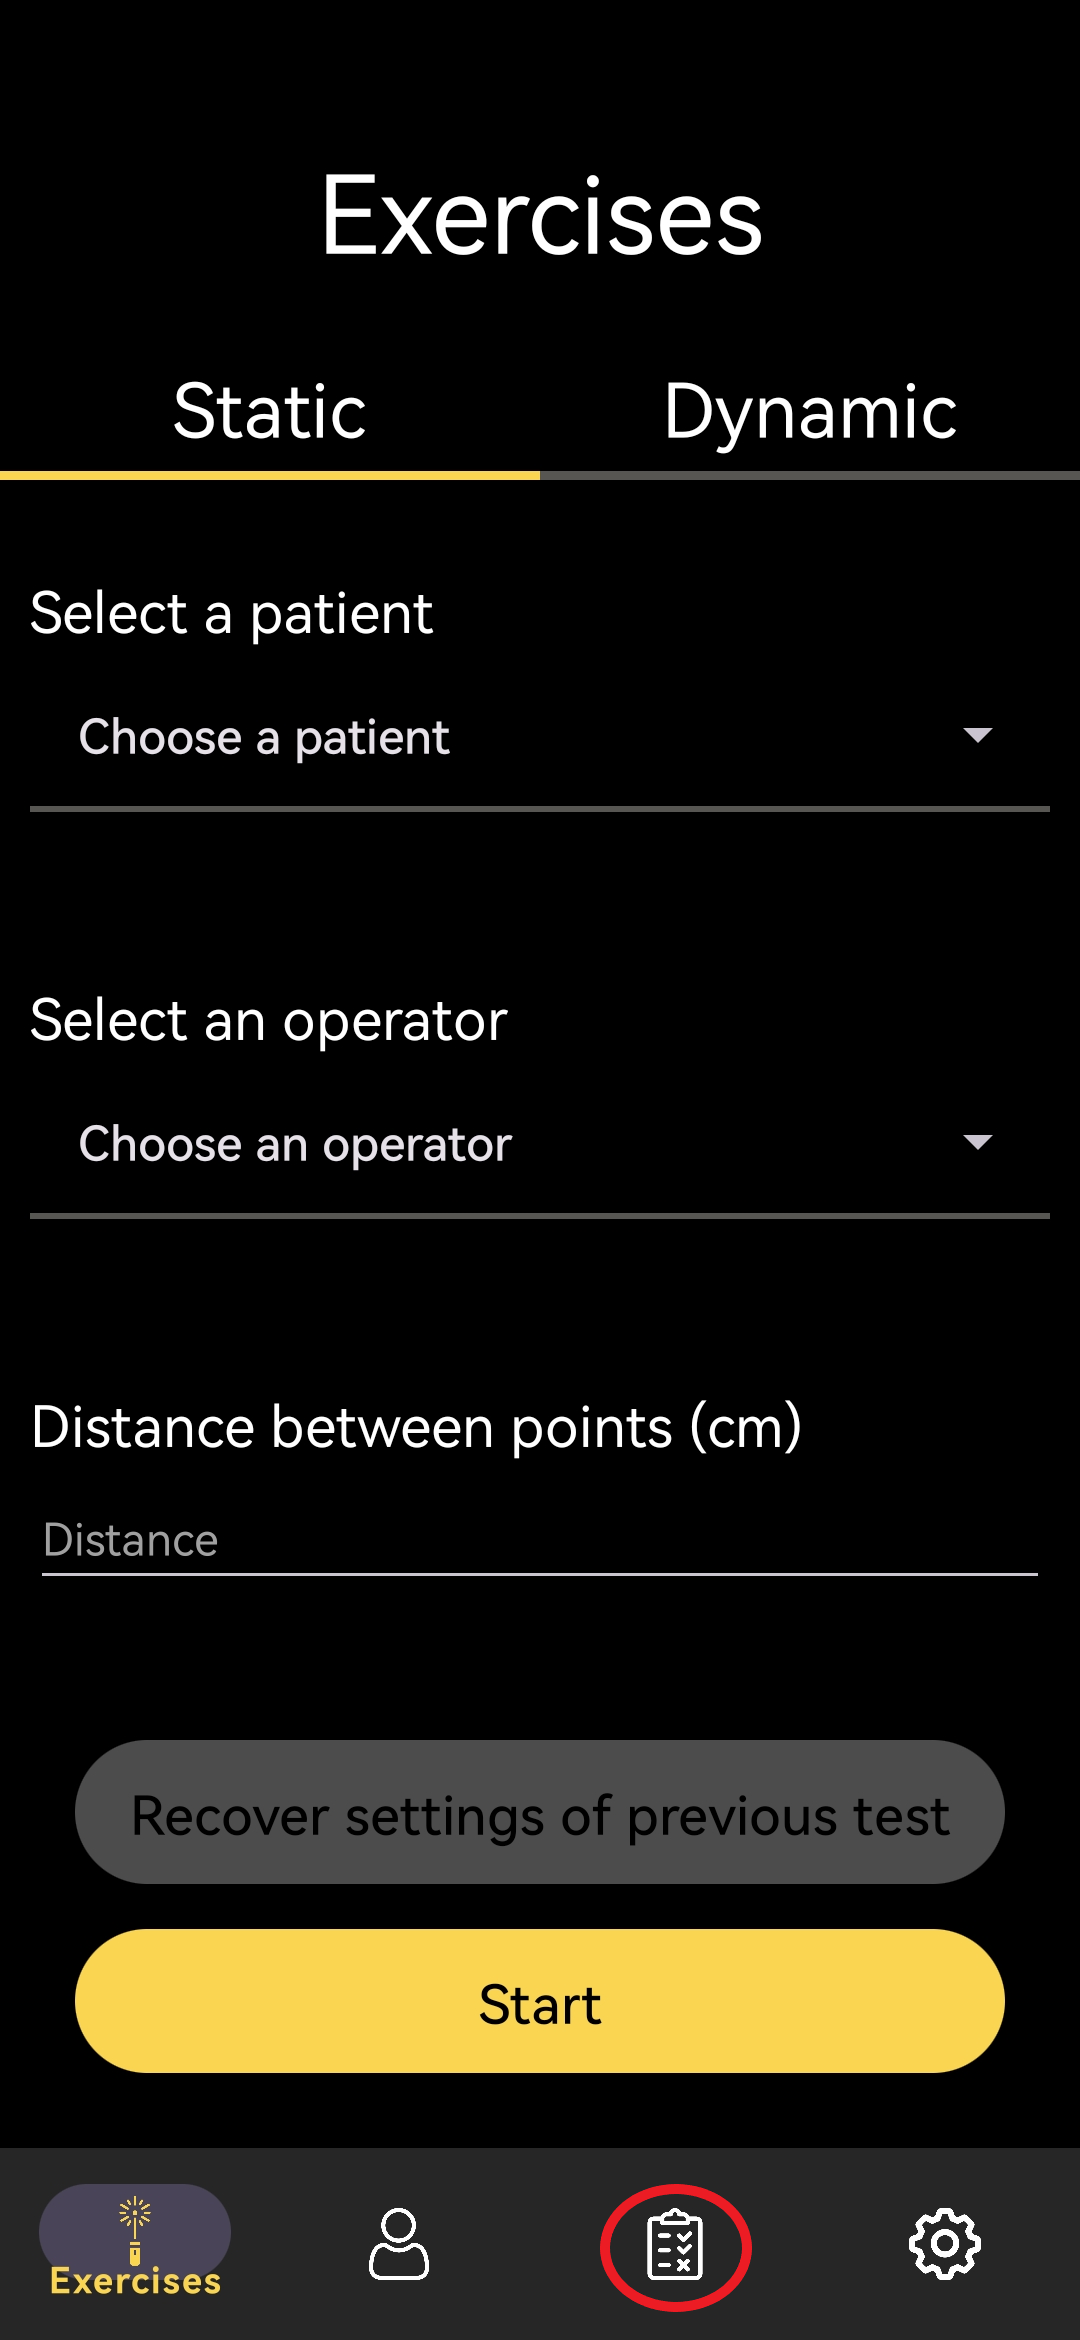 Exercises
Static
Dynamic
Select a patient
Choose a patient
Select an operator
Choose an operator
Distance between points (cm)
Distance
Recover settings of previous test
Start
Exercises